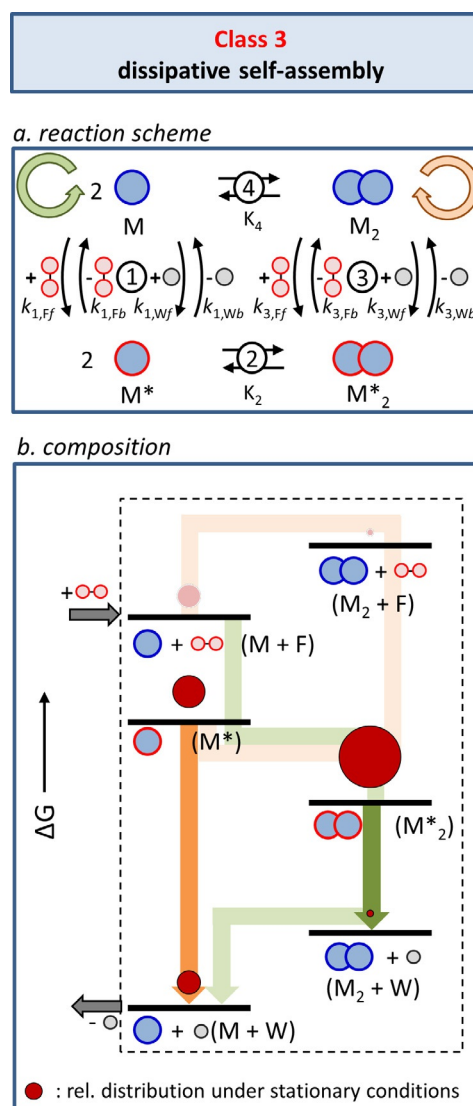 Class 3
dissipative self-assembly
a. reaction scheme
2 M 4 K4 M2
+ k1,Ff - k1,Fb 1 + k1,Wf - k1,Wb + k3,Ff - k3,Fb 3 + k3,Wf - k3,Wb
2 M* 2 K2 M*2
b. composition
+
+ (M2 + F)
+ (M + F)
(M*)
ΔG
(M*2)
+ (M2 + W)
-
+ (M + W)
: rel. distribution under stationary conditions